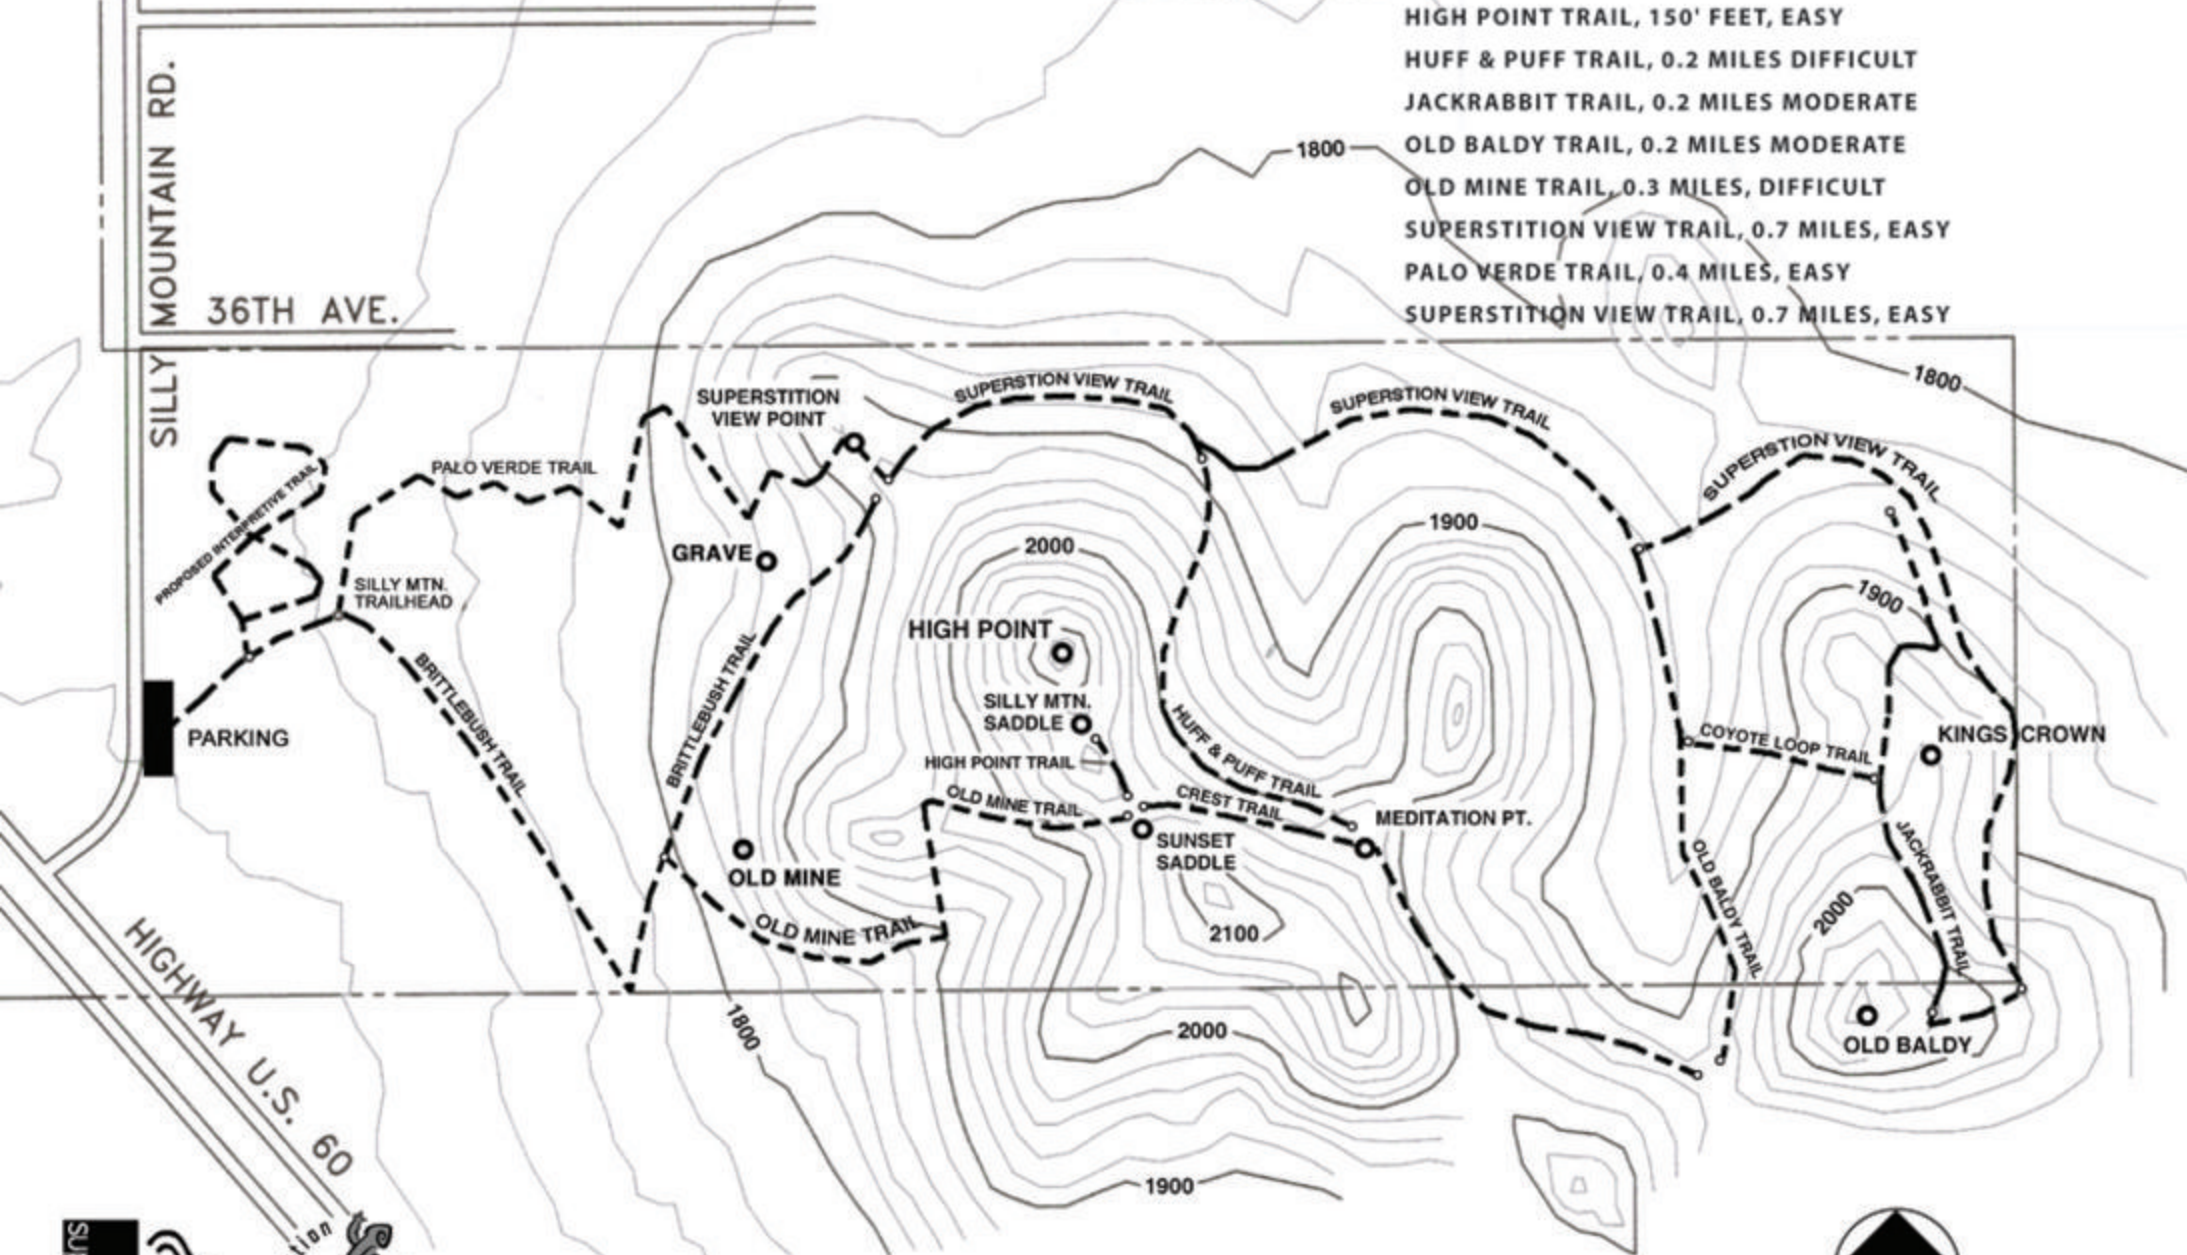 HIGH POINT TRAIL, 150' FEET, EASY
HUFF & PUFF TRAIL, 0.2 MILES DIFFICULT
JACKRABBIT TRAIL, 0.2 MILES MODERATE
OLD BALDY TRAIL, 0.2 MILES MODERATE
OLD MINE TRAIL, 0.3 MILES, DIFFICULT
SUPERSTITION VIEW TRAIL, 0.7 MILES, EASY
PALO VERDE TRAIL, 0.4 MILES, EASY
SUPERSTITION VIEW TRAIL, 0.7 MILES, EASY
SILLY MOUNTAIN RD.
36TH AVE.
1800
1800
SUPERSTITION
VIEW POINT
SUPERSTION VIEW TRAIL
SUPERSTION VIEW TRAIL
SUPERSTION VIEW TRAIL
PALO VERDE TRAIL
PROPOSED INTERPRETIVE TRAIL
SILLY MTN.
TRAILHEAD
GRAVE
2000
1900
1900
HIGH POINT
SILLY MTN.
SADDLE
HIGH POINT TRAIL
PARKING
BRITTLEBUSH TRAIL
BRITTLEBUSH TRAIL
HUFF & PUFF TRAIL
COYOTE LOOP TRAIL
KINGS CROWN
OLD MINE TRAIL
CREST TRAIL
MEDITATION PT.
SUNSET
SADDLE
OLD MINE
OLD MINE TRAIL
2100
OLD BALDY TRAIL
JACKRABBIT TRAIL
2000
1800
2000
OLD BALDY
HIGHWAY U.S. 60
1900